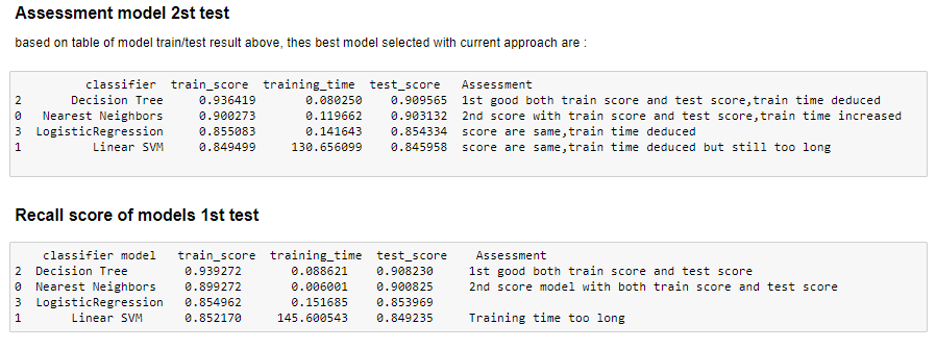 Assessment model 2st test
based on table of model train/test result above, thes best model selected with current approach are :
classifier train_score training_time test_score Assessment
2 Decision Tree 0.936419 0.080250 0.909565 1st good both train score and test score,train time deduced
0 Nearest Neighbors 0.900273 0.119662 0.903132 2nd score with train score and test score,train time increased
3 LogisticRegression 0.855083 0.141643 0.854334 score are same,train time deduced
1 Linear SVM 0.849499 130.656099 0.845958 score are same,train time deduced but still too long
Recall score of models 1st test
classifier model train_score training_time test_score Assessment
2 Decision Tree 0.939272 0.088621 0.908230 1st good both train score and test score
0 Nearest Neighbors 0.899272 0.006001 0.900825 2nd score model with both train score and test score
3 LogisticRegression 0.854962 0.151685 0.853969
1 Linear SVM 0.852170 145.600543 0.849235 Training time too long